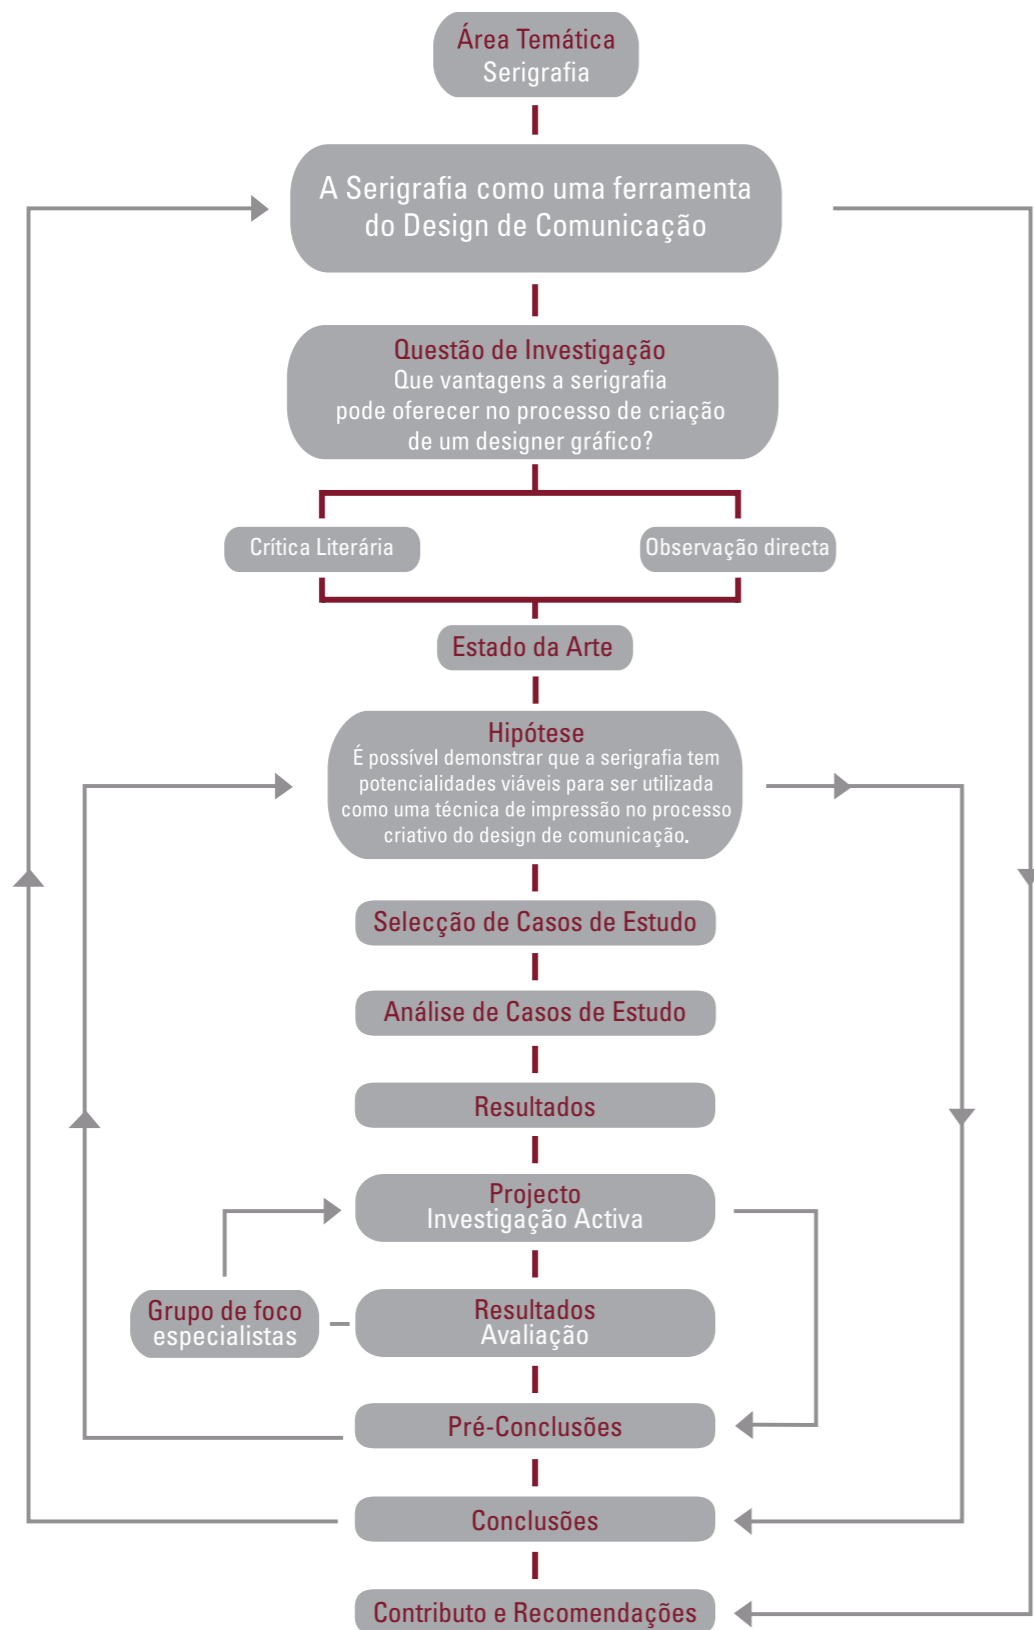 Área Temática
Serigrafia
A Serigrafia como uma ferramenta
do Design de Comunicação
Questão de Investigação
Que vantagens a serigrafia
pode oferecer no processo de criação
de um designer gráfico?
Crítica Literária
Observação directa
Estado da Arte
Hipótese
É possível demonstrar que a serigrafia tem
potencialidades viáveis para ser utilizada
como uma técnica de impressão no processo
criativo do design de comunicação.
Selecção de Casos de Estudo
Análise de Casos de Estudo
Resultados
Projecto
Investigação Activa
Grupo de foco
especialistas
Resultados
Avaliação
Pré-Conclusões
Conclusões
Contributo e Recomendações